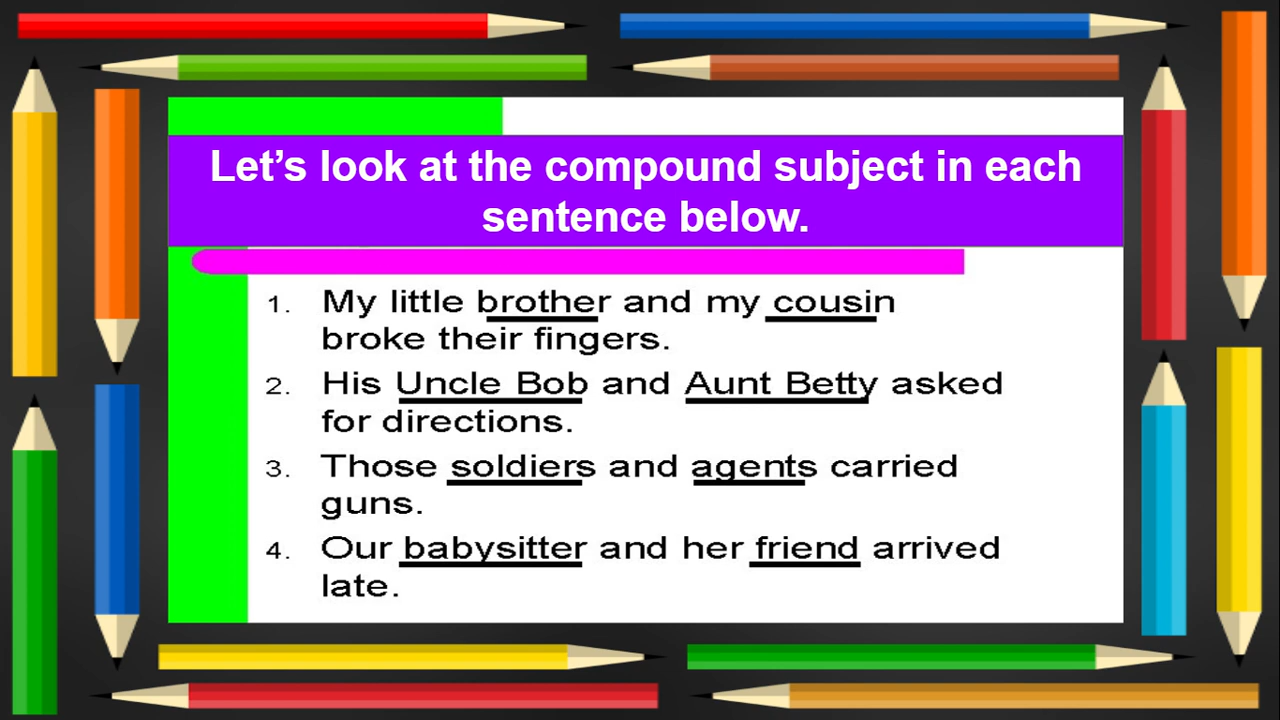 Let’s look at the compound subject in each
sentence below.
1. My little brother and my cousin
broke their fingers.
2. His Uncle Bob and Aunt Betty asked
for directions.
3. Those soldiers and agents carried
guns.
4. Our babysitter and her friend arrived
late.